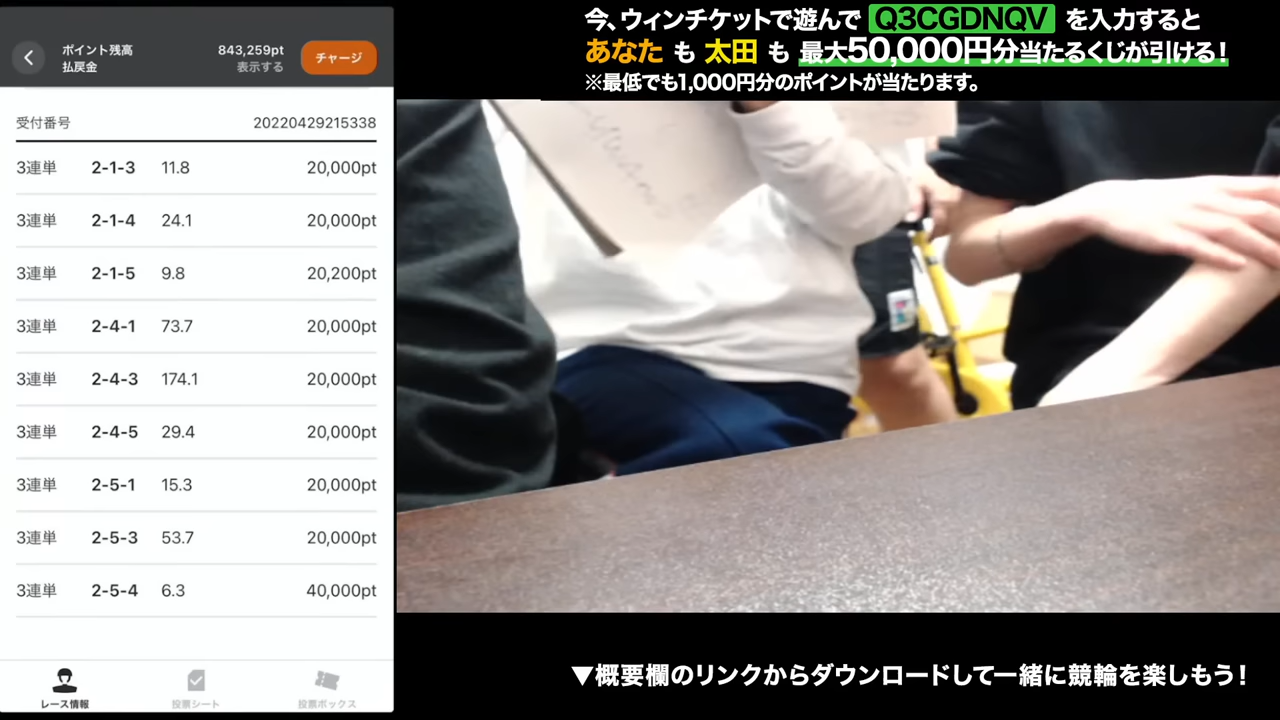 今、ウィンチケットで遊んで Q3CGDNQV を入力すると
あなた も 太田 も 最大50,000円分当たるくじが引ける！
※最低でも1,000円分のポイントが当たります。
ポイント残高 843,259pt チャージ
払戻金 表示する
受付番号 20220429215338
3連単 2-1-3 11.8 20,000pt
3連単 2-1-4 24.1 20,000pt
3連単 2-1-5 9.8 20,200pt
3連単 2-4-1 73.7 20,000pt
3連単 2-4-3 174.1 20,000pt
3連単 2-4-5 29.4 20,000pt
3連単 2-5-1 15.3 20,000pt
3連単 2-5-3 53.7 20,000pt
3連単 2-5-4 6.3 40,000pt
レース情報 投票シート 投票ボックス
▼概要欄のリンクからダウンロードして一緒に競輪を楽しもう！